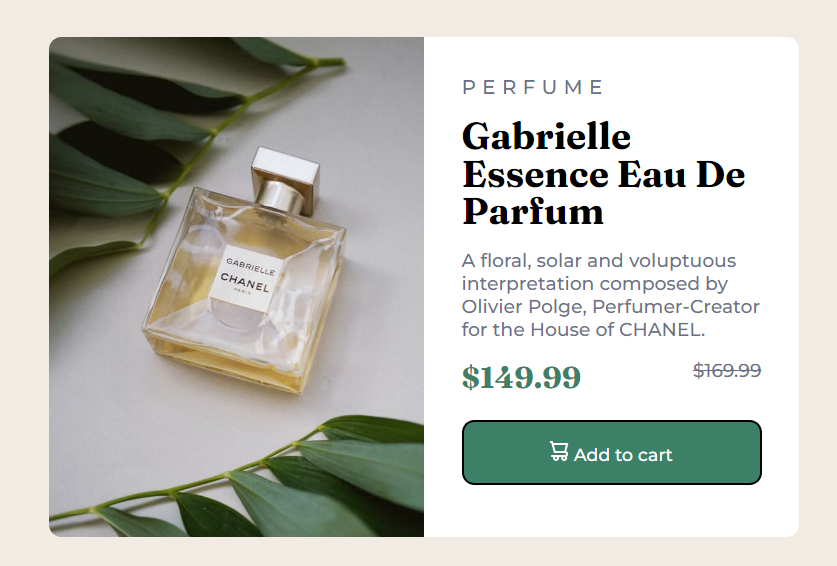 GABRIELLE
CHANEL
PARIS
PERFUME
Gabrielle
Essence Eau De
Parfum
A floral, solar and voluptuous
interpretation composed by
Olivier Polge, Perfumer-Creator
for the House of CHANEL.
$149.99
$169.99
Add to cart